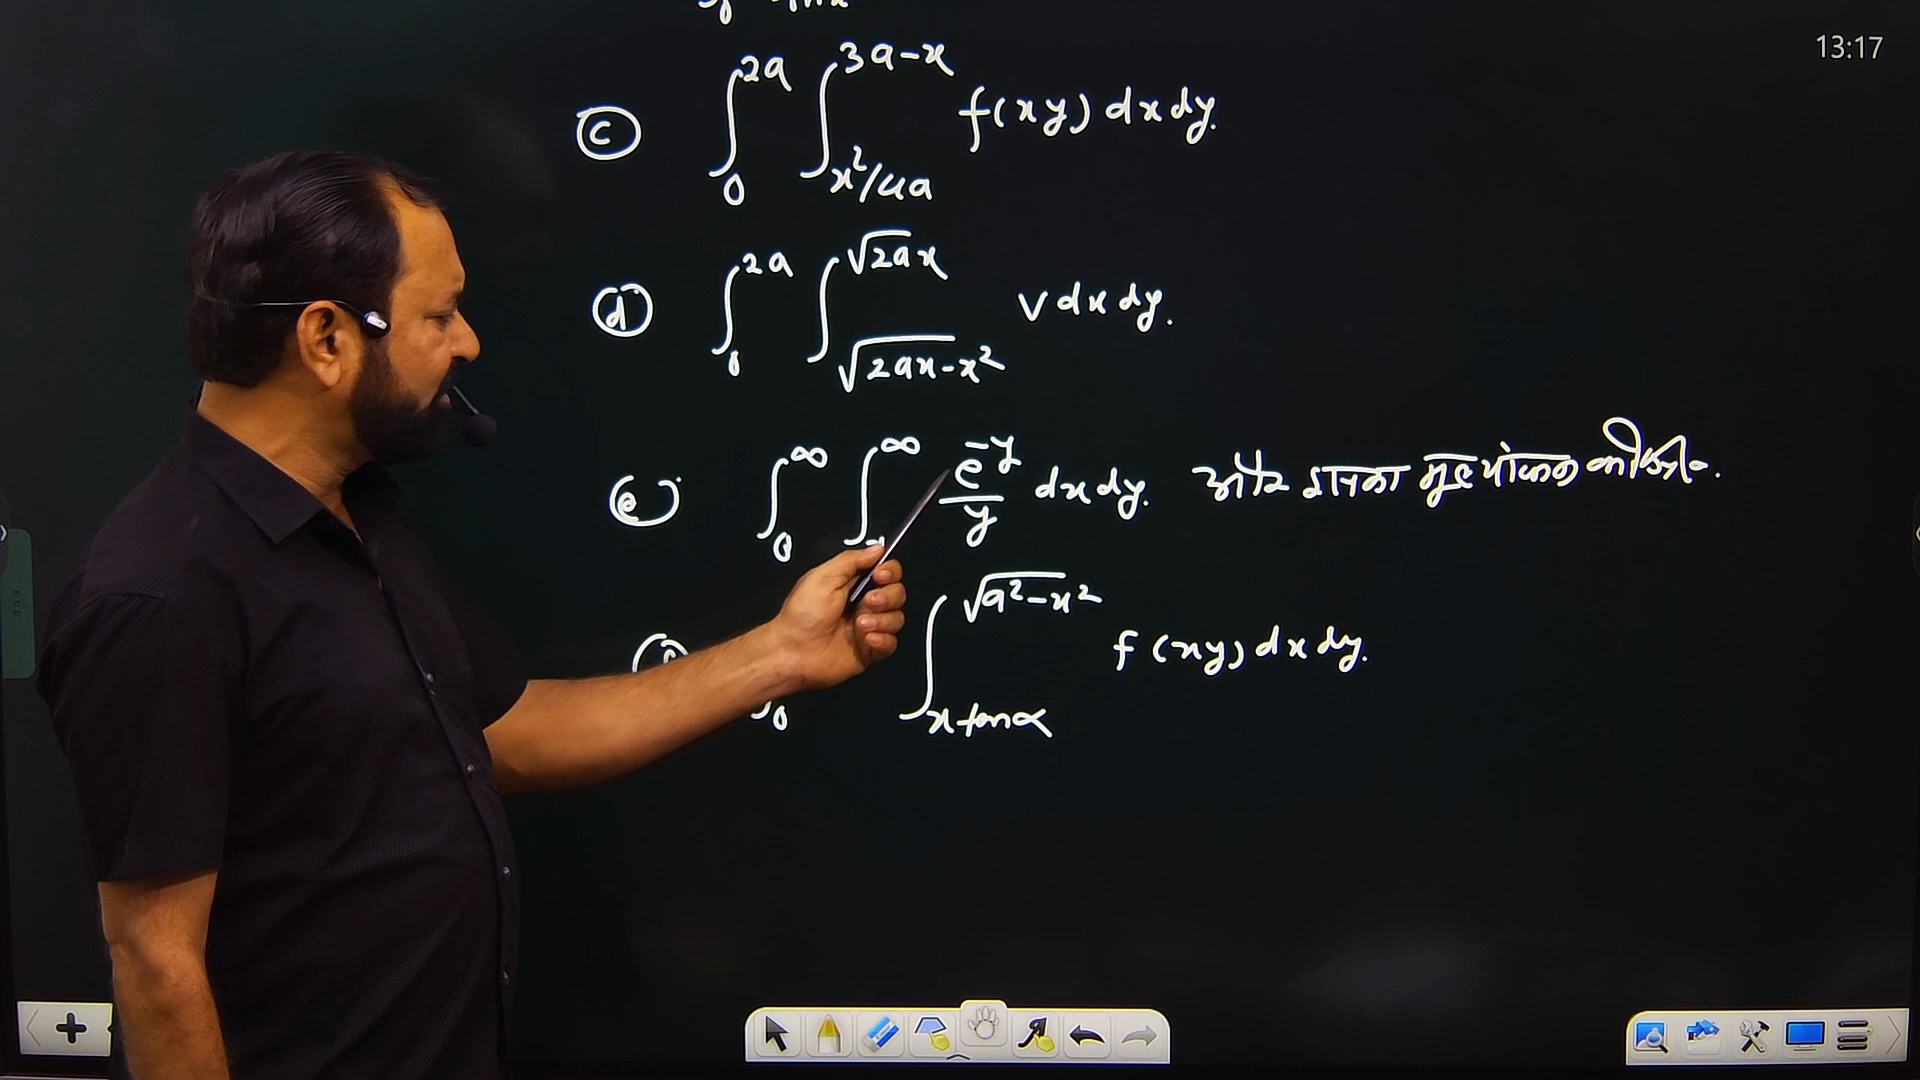 13:17
(c) ∫₀^{2a} ∫_{x²/4a}^{3a-x} f(xy) dx dy.
(d) ∫₀^{2a} ∫_{√(2ax-x²)}^{√2ax} V dx dy.
(e) ∫₀^∞ ∫^∞ e^{-y}/y dx dy. और इसका मूल्यांकन कीजिए.
∫₀ ∫_{x tanα}^{√(a²-x²)} f(xy) dx dy.